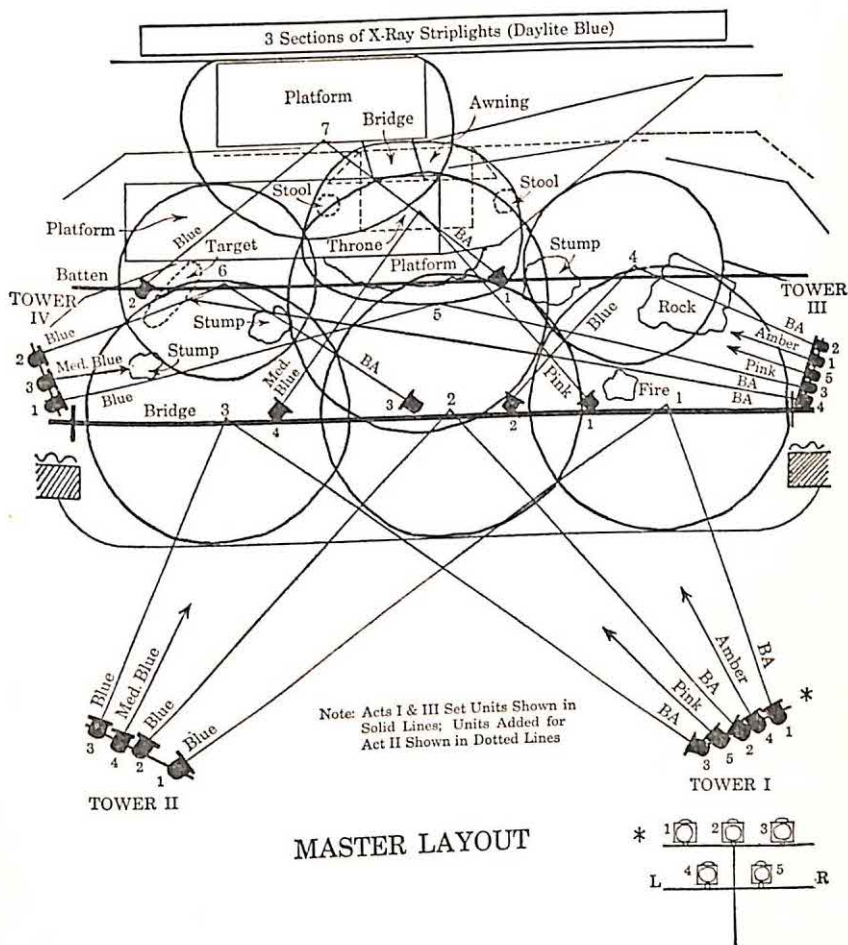 3 Sections of X-Ray Striplights (Daylite Blue)
Platform
Bridge
Awning
7
Stool
Stool
Platform
Blue
Target
Throne
BA
Platform
Stump
4
Batten
6
2
1
TOWER
IV
TOWER
III
Blue
5
Blue
Rock
BA
2
Stump
Amber
1
2
Med. Blue
Stump
Pink
5
3
Med.
Blue
BA
Pink
BA
3
1
Blue
Fire
BA
4
Bridge
3
4
3
2
2
1
1
Blue
Med. Blue
Blue
Blue
3
4
2
1
TOWER II
Note: Acts I & III Set Units Shown in
Solid Lines; Units Added for
Act II Shown in Dotted Lines
BA
Pink
BA
Amber
BA
*
3
5
2
4
1
TOWER I
MASTER LAYOUT
*
1
2
3
L
4
5
R